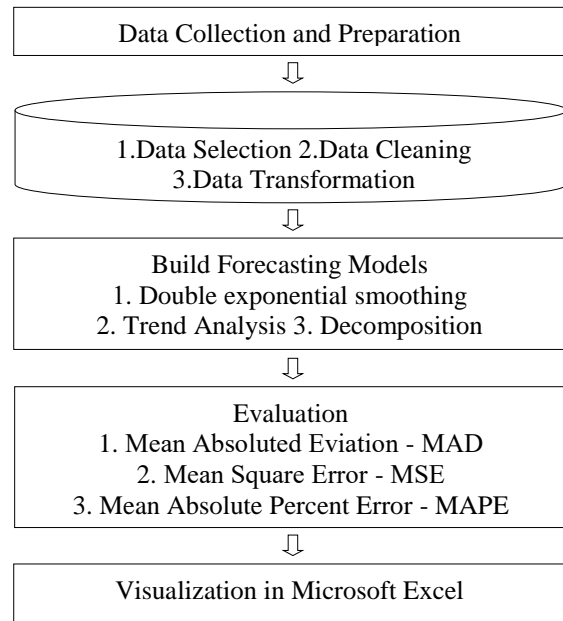 Data Collection and Preparation
1.Data Selection 2.Data Cleaning
3.Data Transformation
Build Forecasting Models
1. Double exponential smoothing
2. Trend Analysis 3. Decomposition
Evaluation
1. Mean Absoluted Eviation - MAD
2. Mean Square Error - MSE
3. Mean Absolute Percent Error - MAPE
Visualization in Microsoft Excel